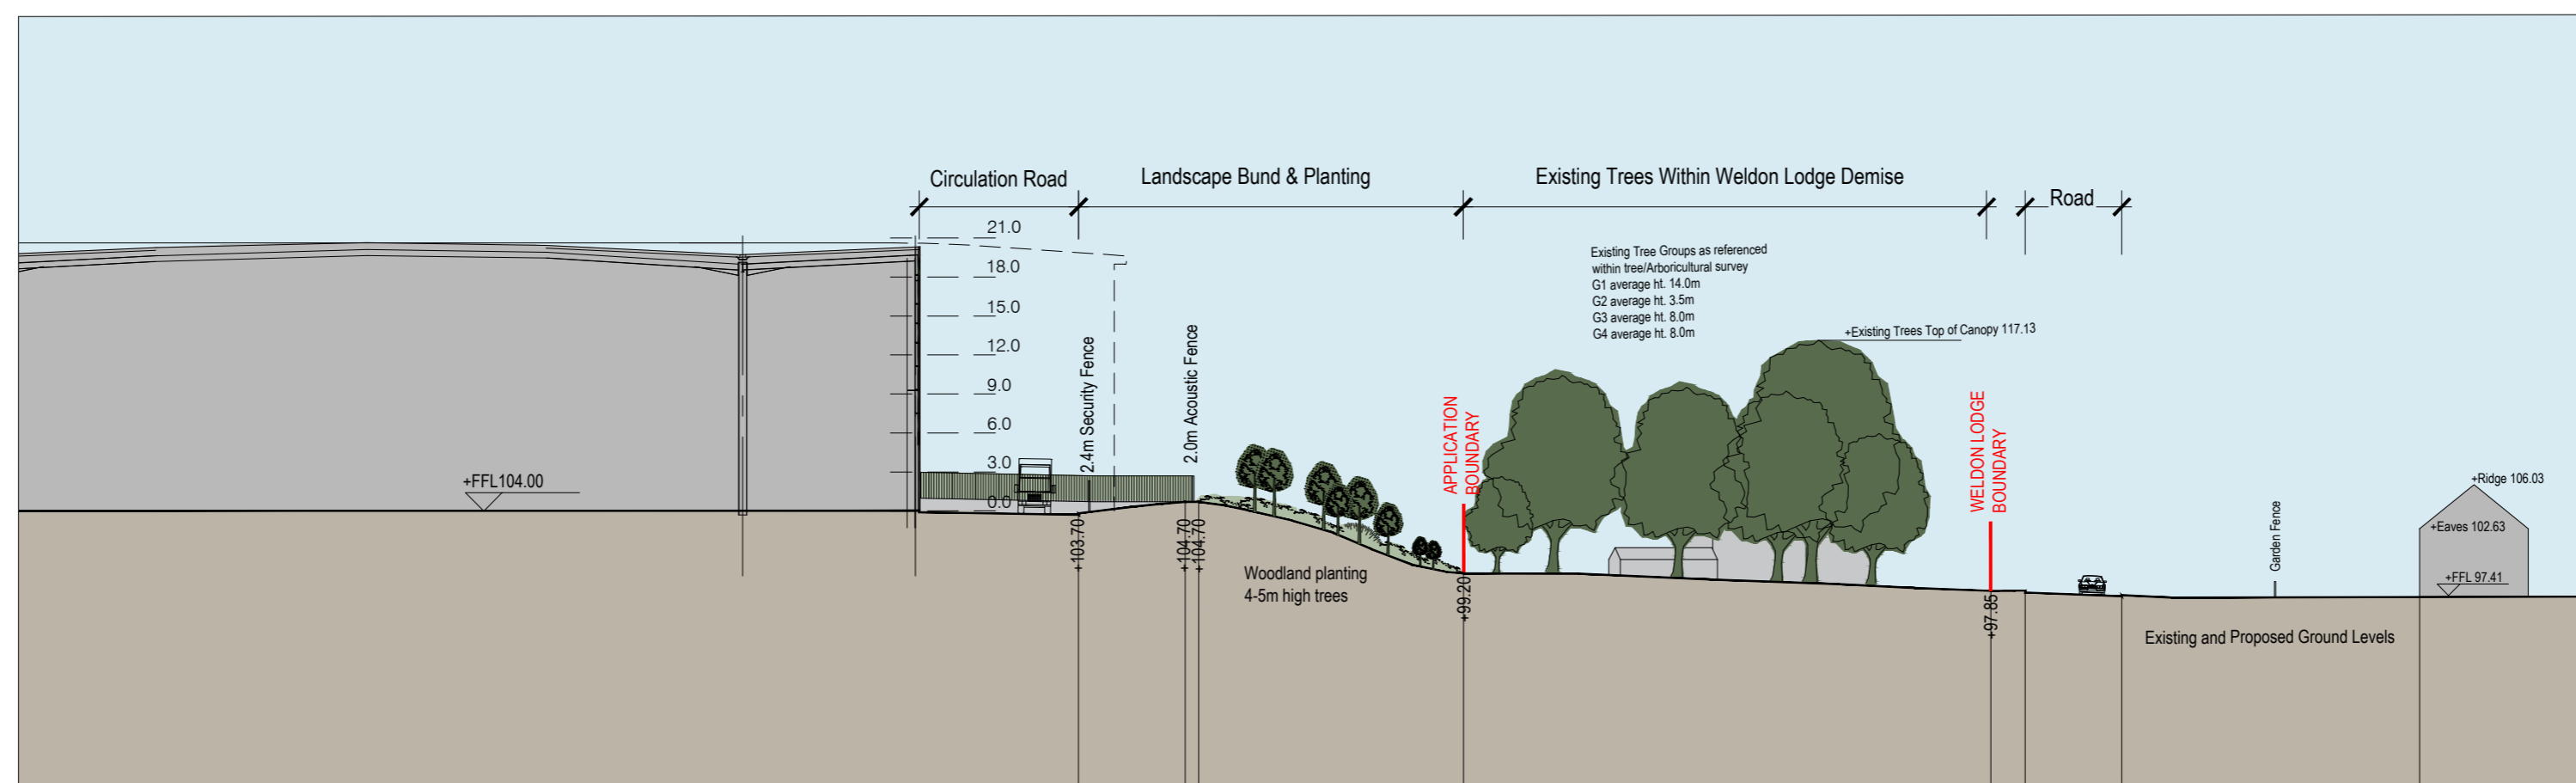 Circulation Road
Landscape Bund & Planting
Existing Trees Within Weldon Lodge Demise
Road
21.0
18.0
15.0
12.0
9.0
6.0
3.0
0.0
Existing Tree Groups as referenced
within tree/Arboricultural survey
G1 average ht. 14.0m
G2 average ht. 3.5m
G3 average ht. 8.0m
G4 average ht. 8.0m
+Existing Trees Top of Canopy 117.13
2.4m Security Fence
2.0m Acoustic Fence
APPLICATION
BOUNDARY
WELDON LODGE
BOUNDARY
+FFL104.00
+103.70
+104.70
+104.70
Woodland planting
4-5m high trees
+99.20
+97.85
Garden Fence
+Ridge 106.03
+Eaves 102.63
+FFL 97.41
Existing and Proposed Ground Levels